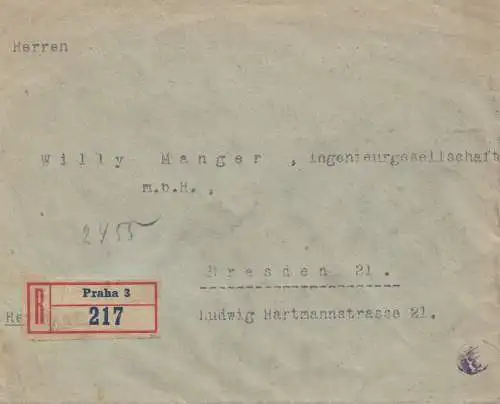 Herren
Willy Manger, Ingenieurgesellschaft
m.b.H.,
2455
Dresden 21.
R Praha 3
217
Ludwig Hartmannstrasse 21.